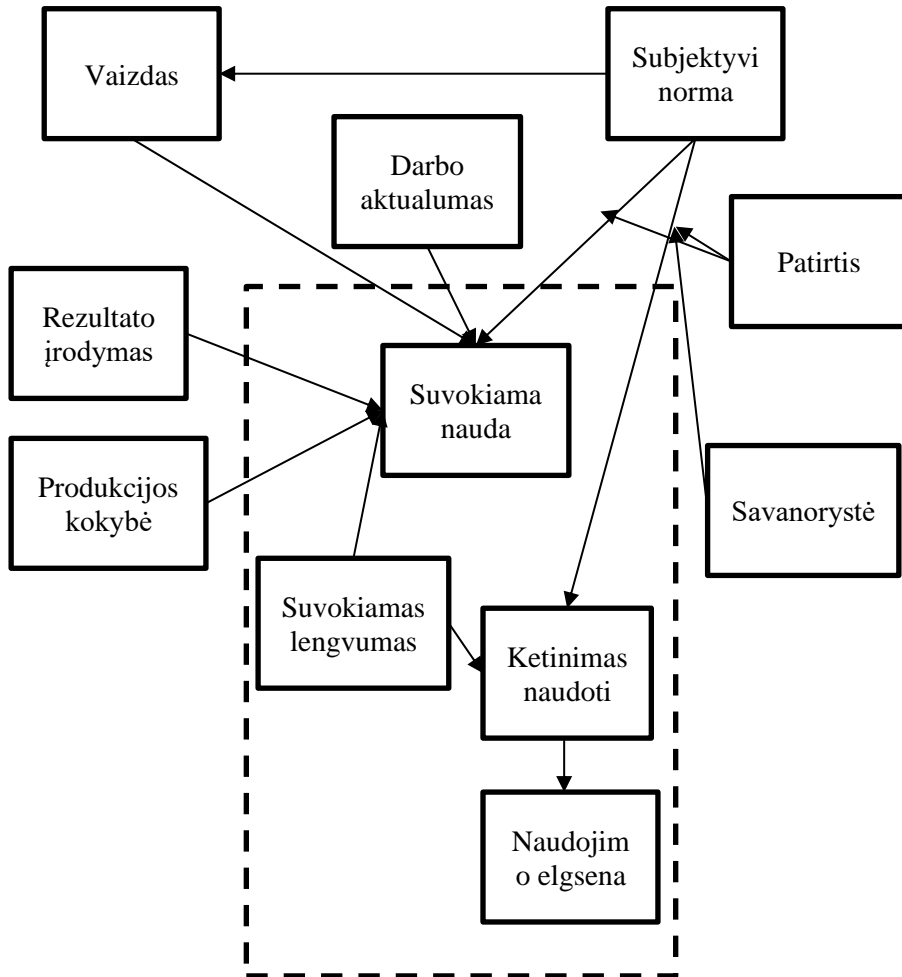 Vaizdas
Subjektyvi
norma
Darbo
aktualumas
Patirtis
Rezultato
įrodymas
Suvokiama
nauda
Produkcijos
kokybė
Savanorystė
Suvokiamas
lengvumas
Ketinimas
naudoti
Naudojim
o elgsena